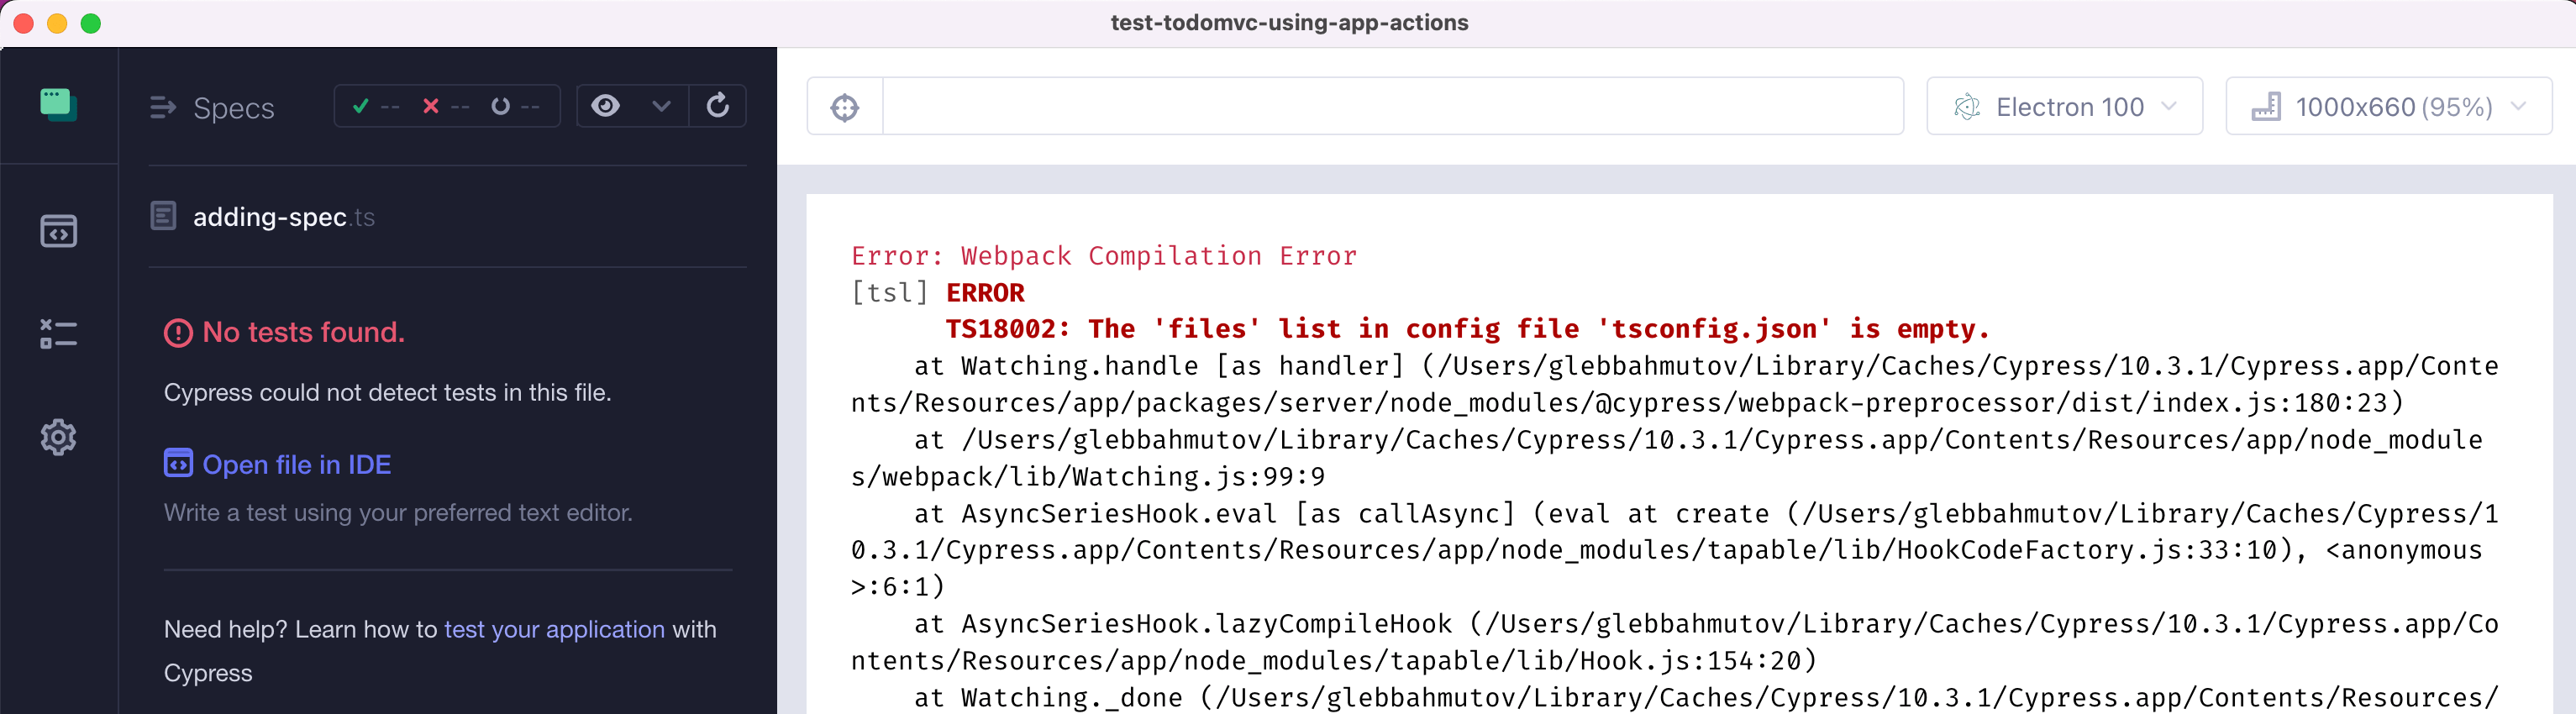 test-todomvc-using-app-actions
Specs
-- -- --
adding-spec.ts
No tests found.
Cypress could not detect tests in this file.
Open file in IDE
Write a test using your preferred text editor.
Need help? Learn how to test your application with
Cypress
Electron 100
1000x660 (95%)
Error: Webpack Compilation Error
[tsl] ERROR
TS18002: The 'files' list in config file 'tsconfig.json' is empty.
at Watching.handle [as handler] (/Users/glebbahmutov/Library/Caches/Cypress/10.3.1/Cypress.app/Conte
nts/Resources/app/packages/server/node_modules/@cypress/webpack-preprocessor/dist/index.js:180:23)
at /Users/glebbahmutov/Library/Caches/Cypress/10.3.1/Cypress.app/Contents/Resources/app/node_module
s/webpack/lib/Watching.js:99:9
at AsyncSeriesHook.eval [as callAsync] (eval at create (/Users/glebbahmutov/Library/Caches/Cypress/1
0.3.1/Cypress.app/Contents/Resources/app/node_modules/tapable/lib/HookCodeFactory.js:33:10), <anonymous
>:6:1)
at AsyncSeriesHook.lazyCompileHook (/Users/glebbahmutov/Library/Caches/Cypress/10.3.1/Cypress.app/Co
ntents/Resources/app/node_modules/tapable/lib/Hook.js:154:20)
at Watching._done (/Users/glebbahmutov/Library/Caches/Cypress/10.3.1/Cypress.app/Contents/Resources/